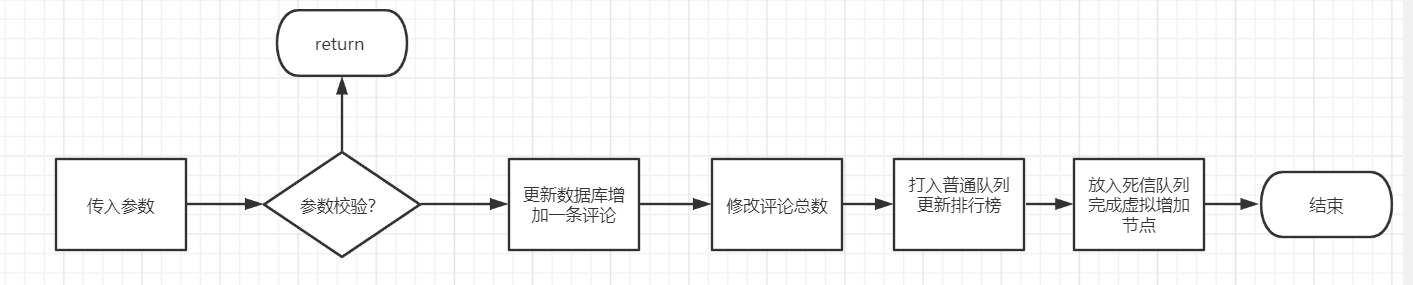 return
传入参数
参数校验?
更新数据库增
加一条评论
修改评论总数
打入普通队列
更新排行榜
放入死信队列
完成虚拟增加
节点
结束